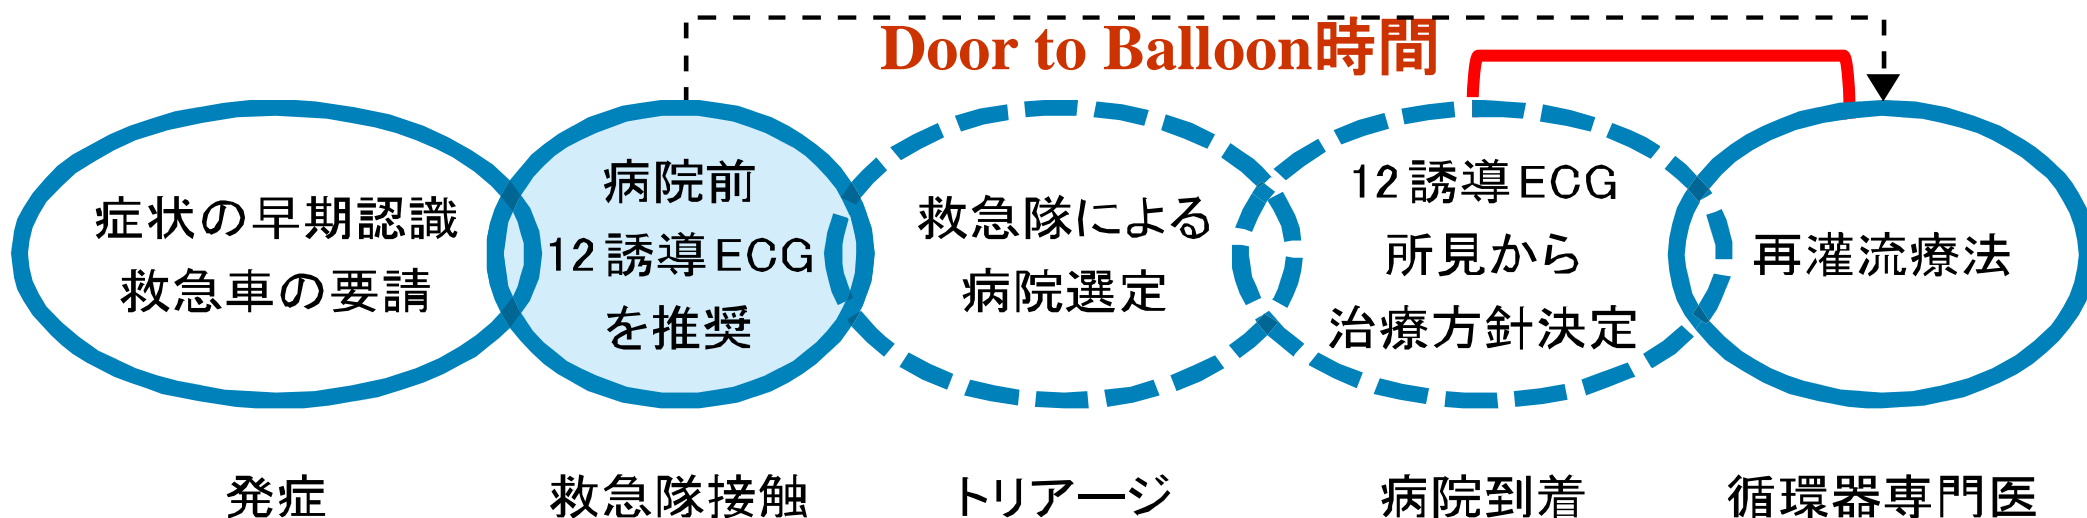 Door to Balloon時間
症状の早期認識
救急車の要請
病院前
12誘導ECG
を推奨
救急隊による
病院選定
12誘導ECG
所見から
治療方針決定
再灌流療法
発症
救急隊接触
トリアージ
病院到着
循環器専門医